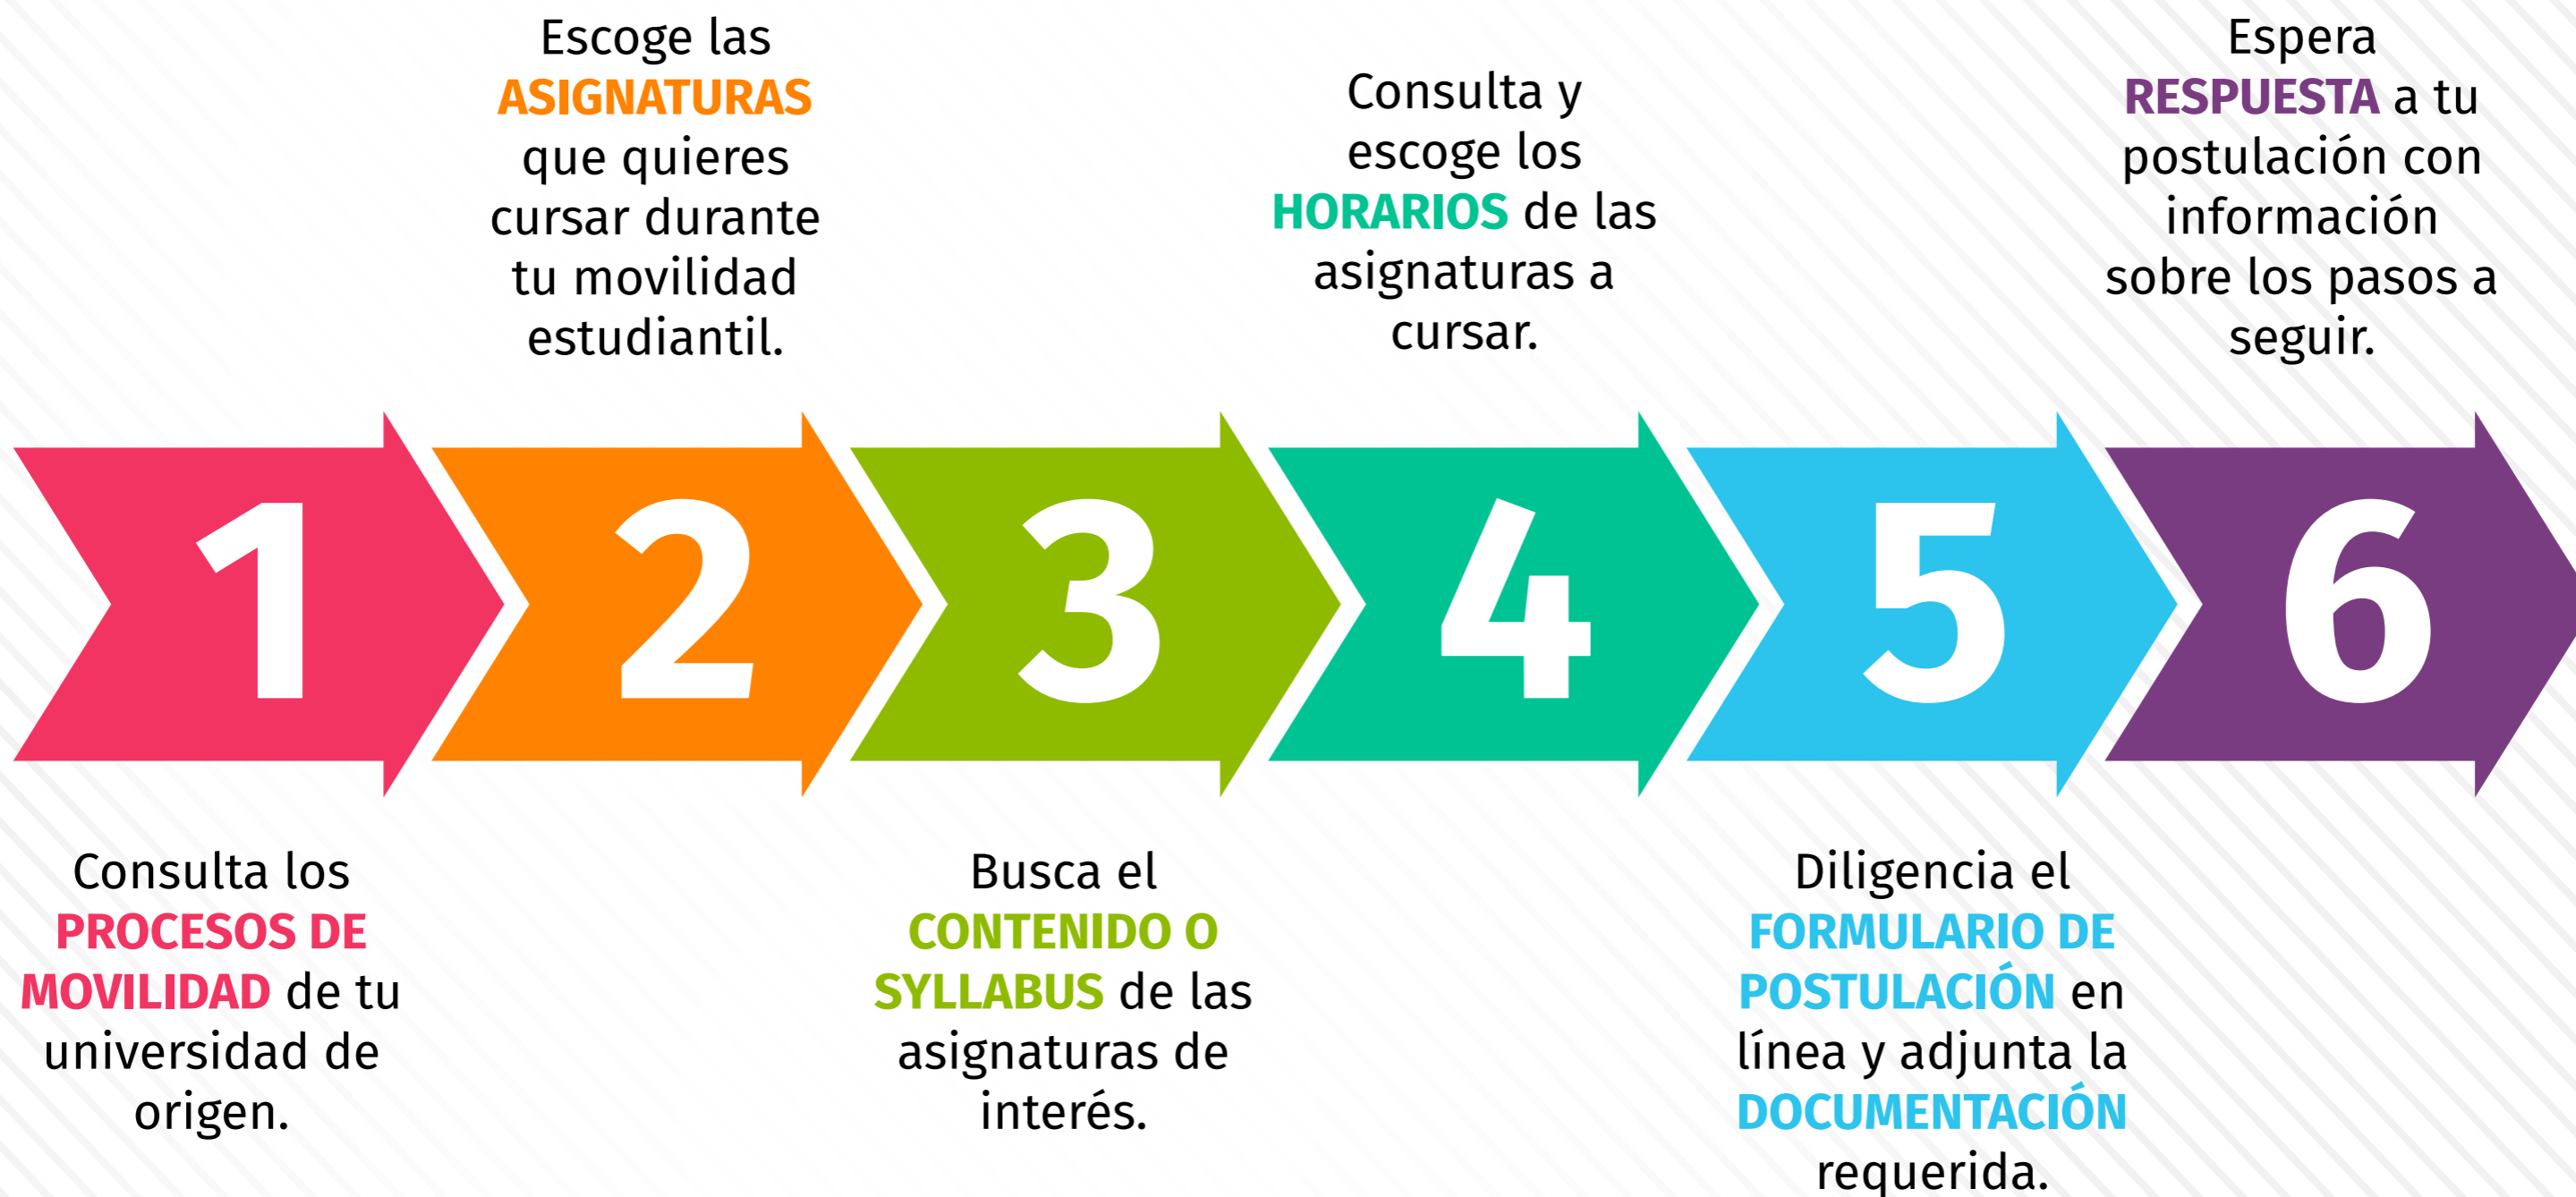 Escoge las
ASIGNATURAS
que quieres
cursar durante
tu movilidad
estudiantil.
Consulta y
escoge los
HORARIOS de las
asignaturas a
cursar.
Espera
RESPUESTA a tu
postulación con
información
sobre los pasos a
seguir.
1
2
3
4
5
6
Consulta los
PROCESOS DE
MOVILIDAD de tu
universidad de
origen.
Busca el
CONTENIDO O
SYLLABUS de las
asignaturas de
interés.
Diligencia el
FORMULARIO DE
POSTULACIÓN en
línea y adjunta la
DOCUMENTACIÓN
requerida.